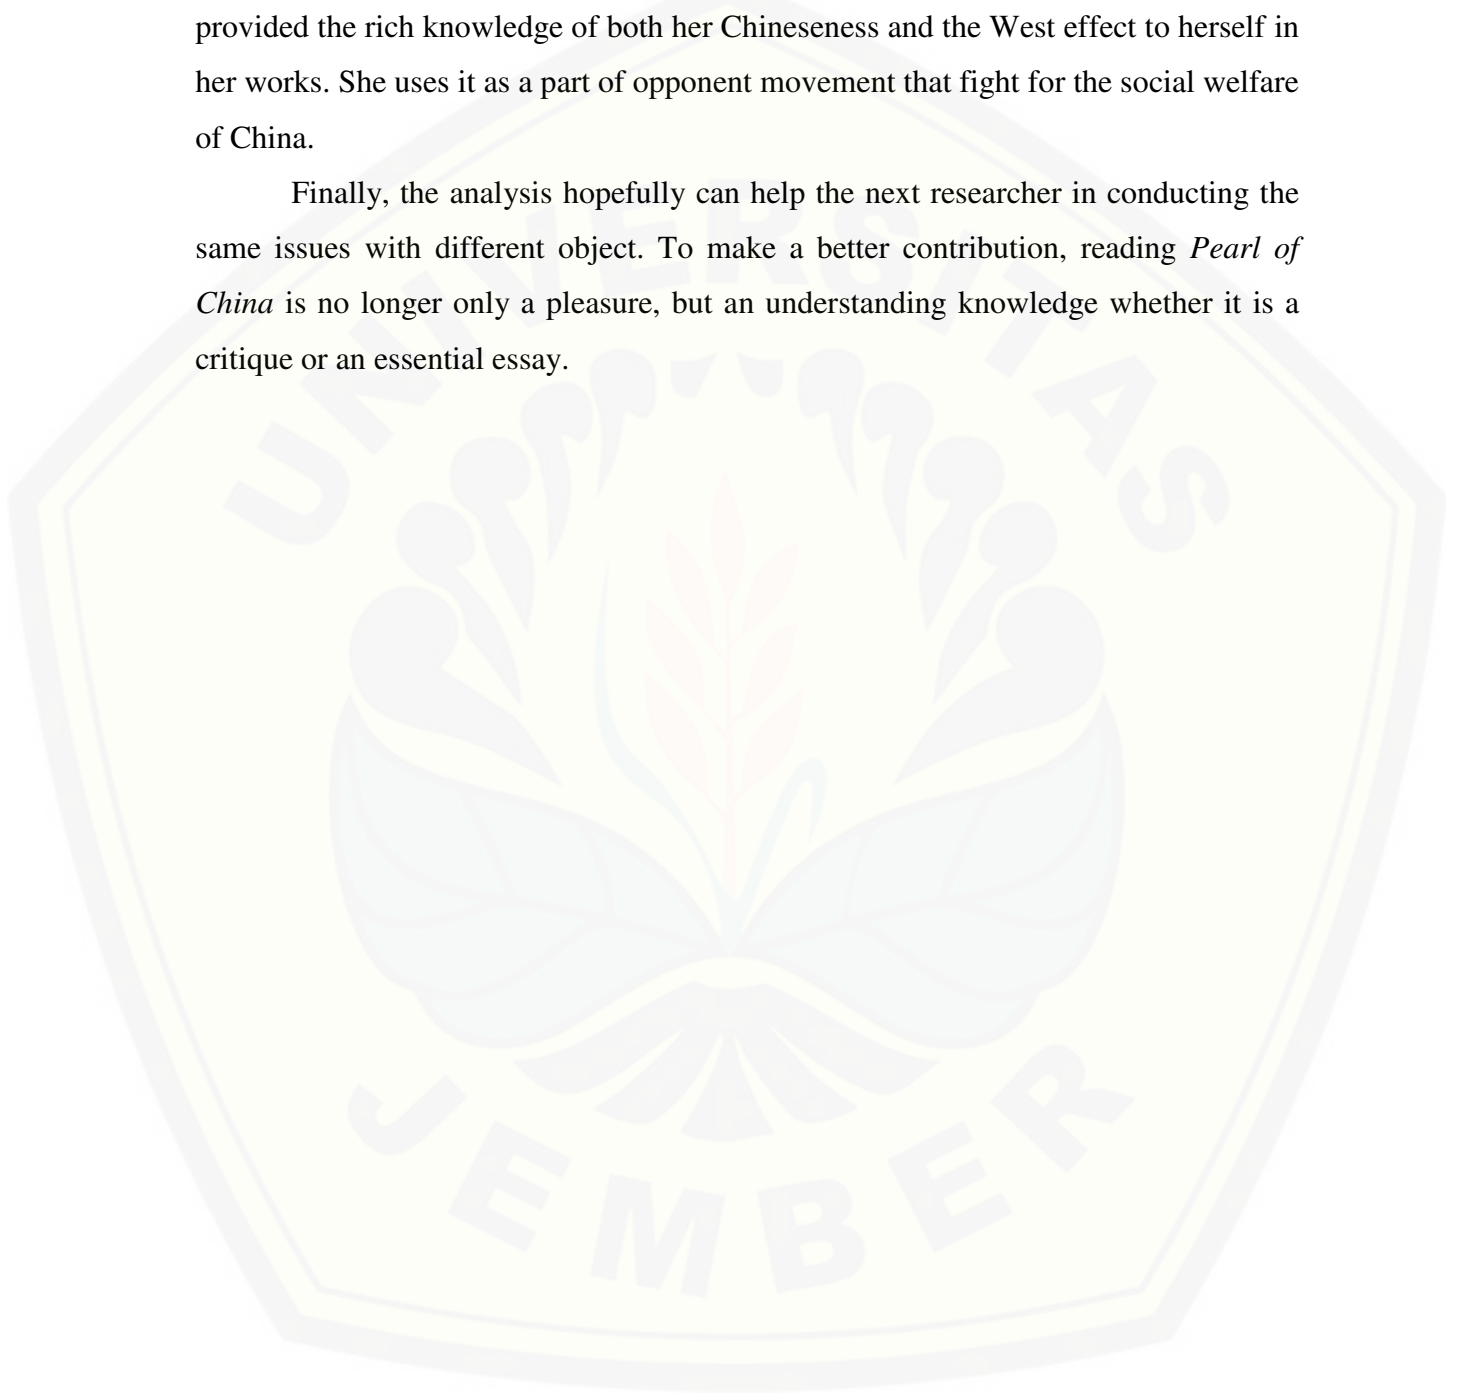 provided the rich knowledge of both her Chineseness and the West effect to herself in
her works. She uses it as a part of opponent movement that fight for the social welfare
of China.
Finally, the analysis hopefully can help the next researcher in conducting the
same issues with different object. To make a better contribution, reading Pearl of
China is no longer only a pleasure, but an understanding knowledge whether it is a
critique or an essential essay.
UNIVERSITAS
JEMBER